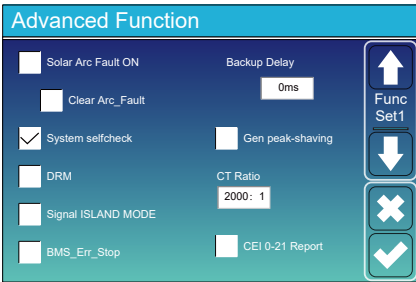 Advanced Function
Solar Arc Fault ON
Backup Delay
0ms
Clear Arc_Fault
Func
Set1
System selfcheck
Gen peak-shaving
DRM
CT Ratio
2000: 1
Signal ISLAND MODE
BMS_Err_Stop
CEI 0-21 Report